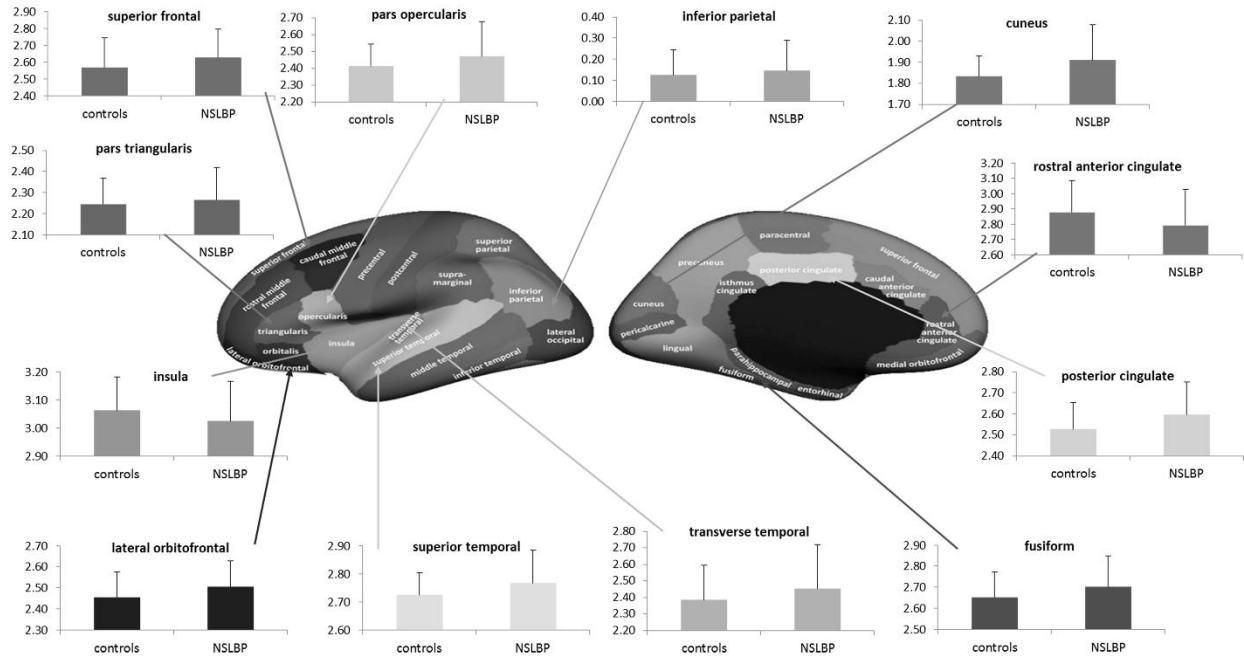 superior frontal
2.90
2.80
2.70
2.60
2.50
2.40
controls NSLBP
pars opercularis
2.70
2.60
2.50
2.40
2.30
2.20
controls NSLBP
inferior parietal
0.40
0.30
0.20
0.10
0.00
controls NSLBP
cuneus
2.10
2.00
1.90
1.80
1.70
controls NSLBP
pars triangularis
2.50
2.40
2.30
2.20
2.10
controls NSLBP
rostral anterior cingulate
3.20
3.10
3.00
2.90
2.80
2.70
2.60
controls NSLBP
superior frontal
caudal middle
frontal
rostral middle
frontal
precentral
postcentral
superior
parietal
supra-
marginal
inferior
parietal
opercularis
triangularis
orbitalis
lateral orbitofrontal
insula
transverse
temporal
superior temporal
middle temporal
inferior temporal
lateral
occipital
paracentral
precuneus
posterior cingulate
superior frontal
isthmus
cingulate
caudal
anterior
cingulate
cuneus
pericalcarine
lingual
rostral
anterior
cingulate
medial orbitofrontal
parahippocampal
fusiform
entorhinal
insula
3.20
3.10
3.00
2.90
controls NSLBP
posterior cingulate
2.80
2.70
2.60
2.50
2.40
controls NSLBP
lateral orbitofrontal
2.70
2.60
2.50
2.40
2.30
controls NSLBP
superior temporal
2.90
2.80
2.70
2.60
controls NSLBP
transverse temporal
2.80
2.70
2.60
2.50
2.40
2.30
2.20
controls NSLBP
fusiform
2.90
2.80
2.70
2.60
2.50
controls NSLBP